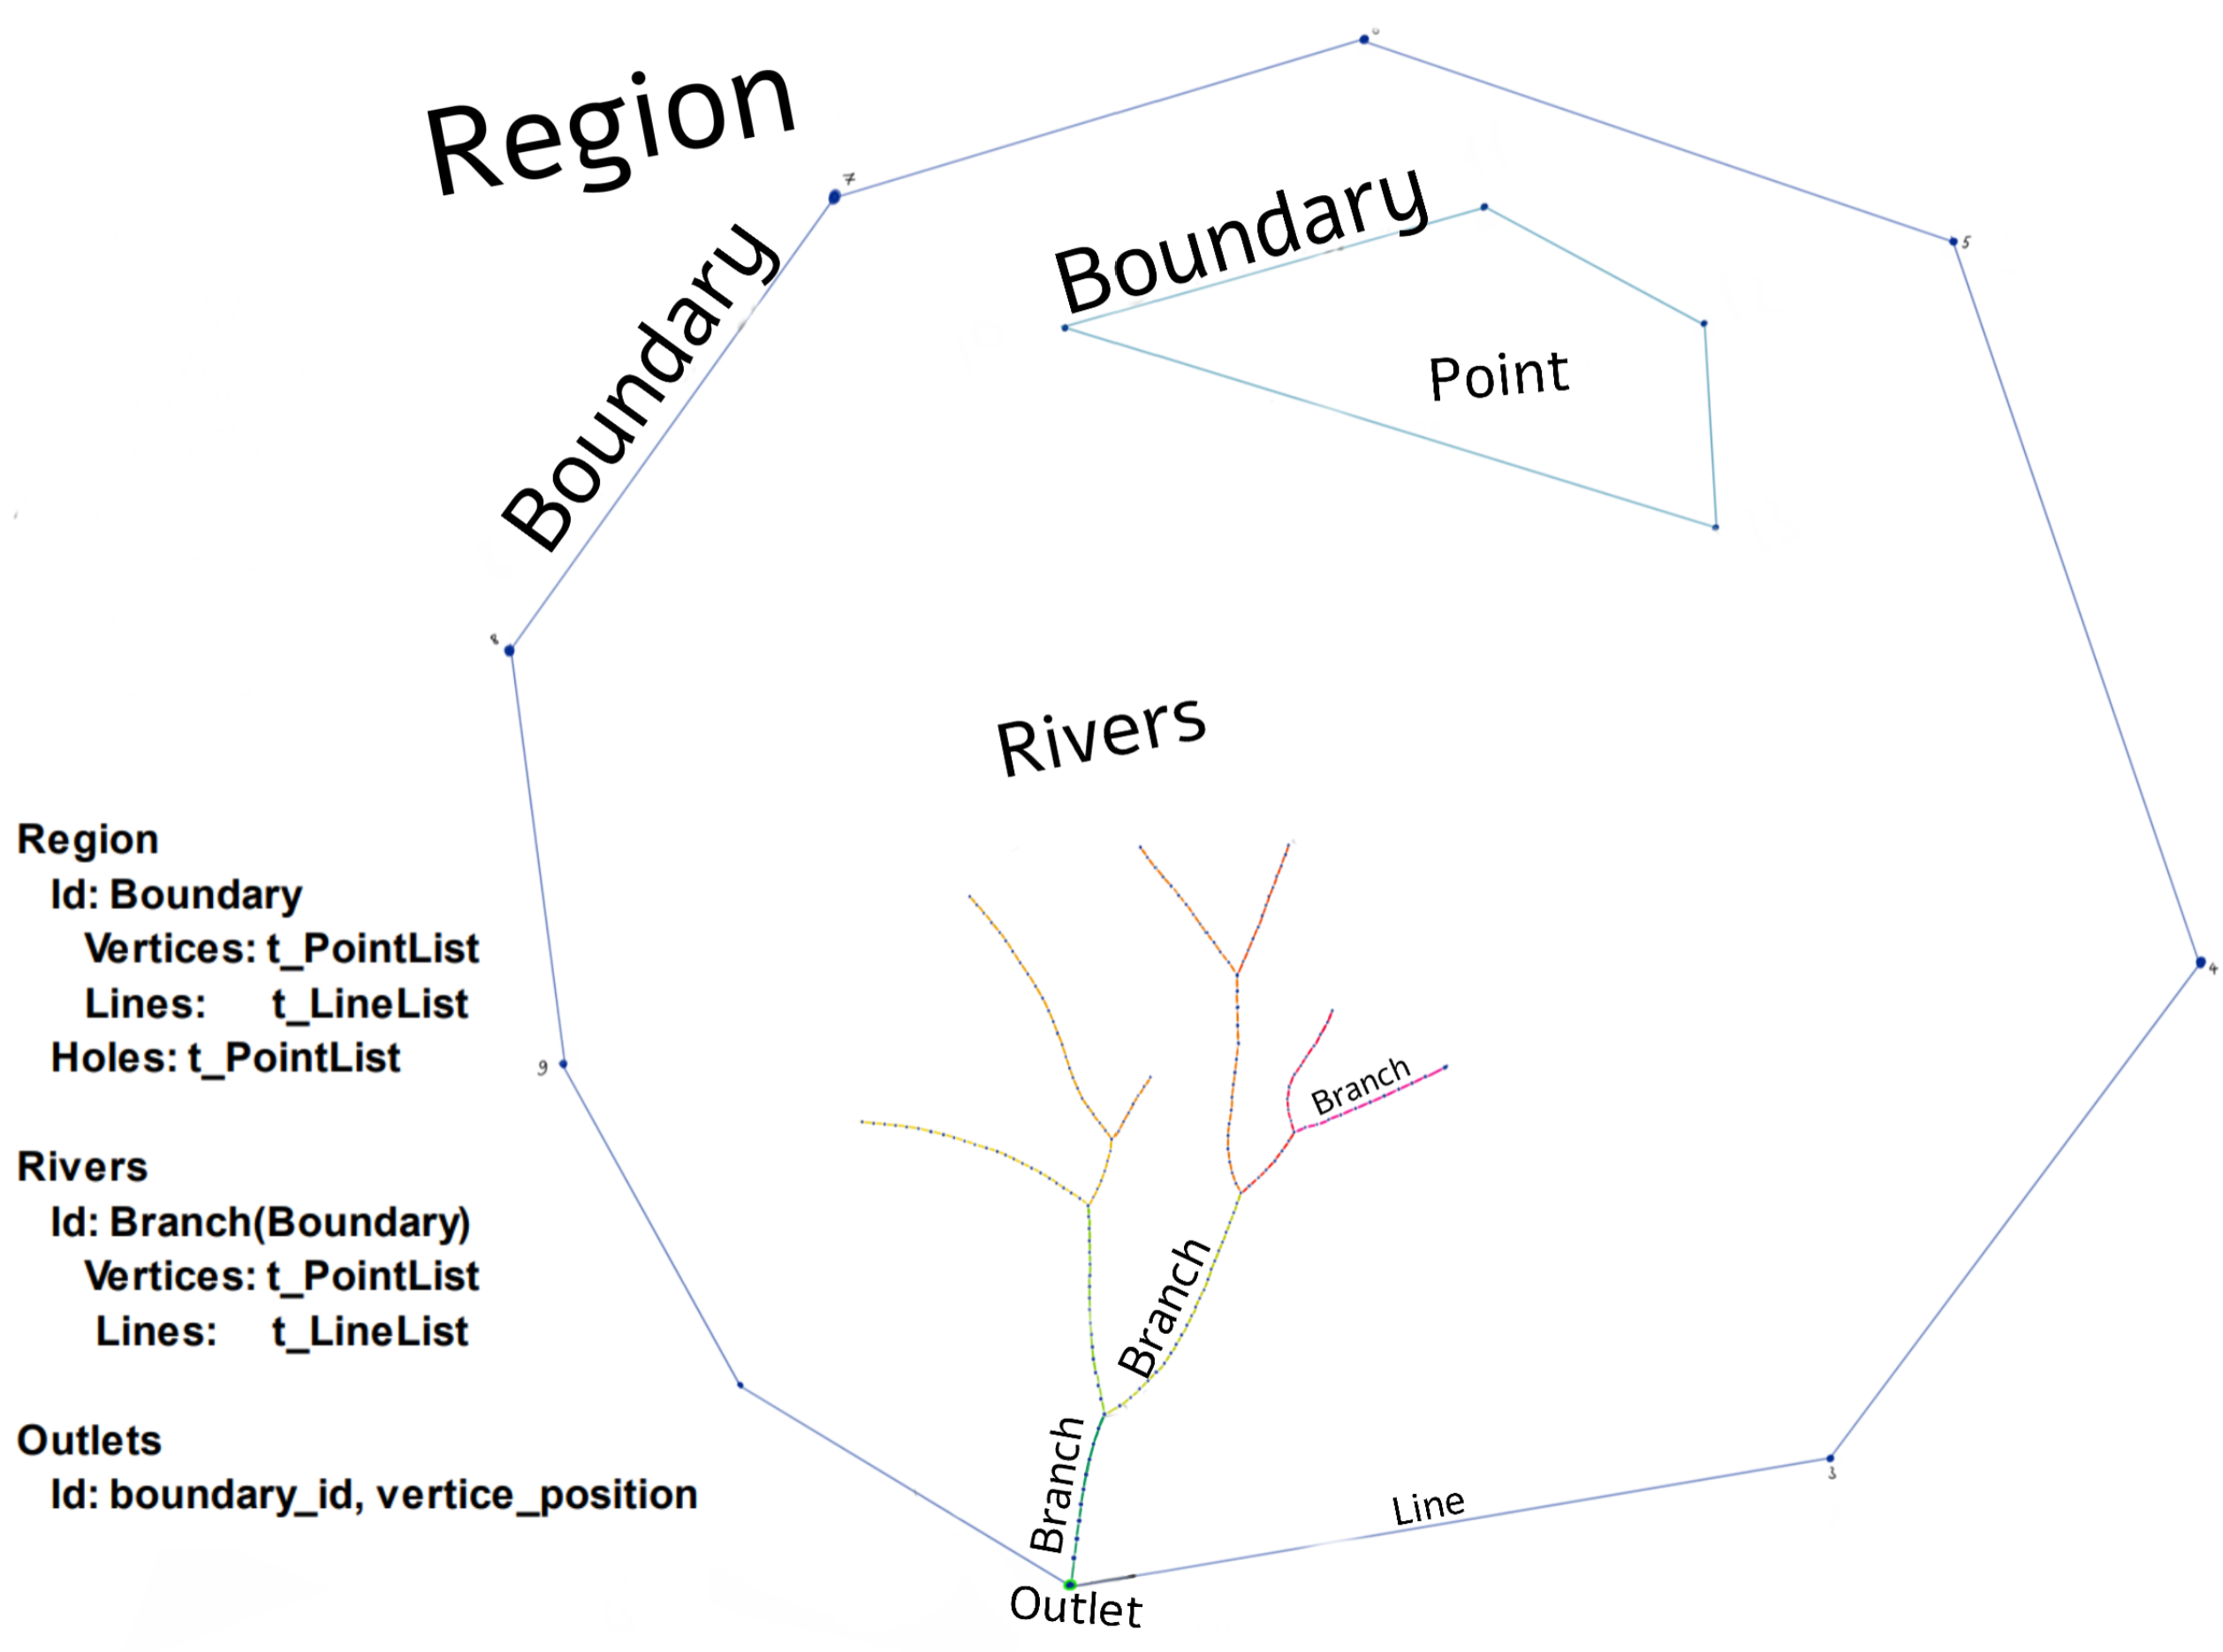 Region
7
5
Boundary
Boundary
Point
8
Rivers
4
9
Branch
Branch
Branch
Line
3
Outlet
Region
Id: Boundary
Vertices: t_PointList
Lines: t_LineList
Holes: t_PointList
Rivers
Id: Branch(Boundary)
Vertices: t_PointList
Lines: t_LineList
Outlets
Id: boundary_id, vertice_position